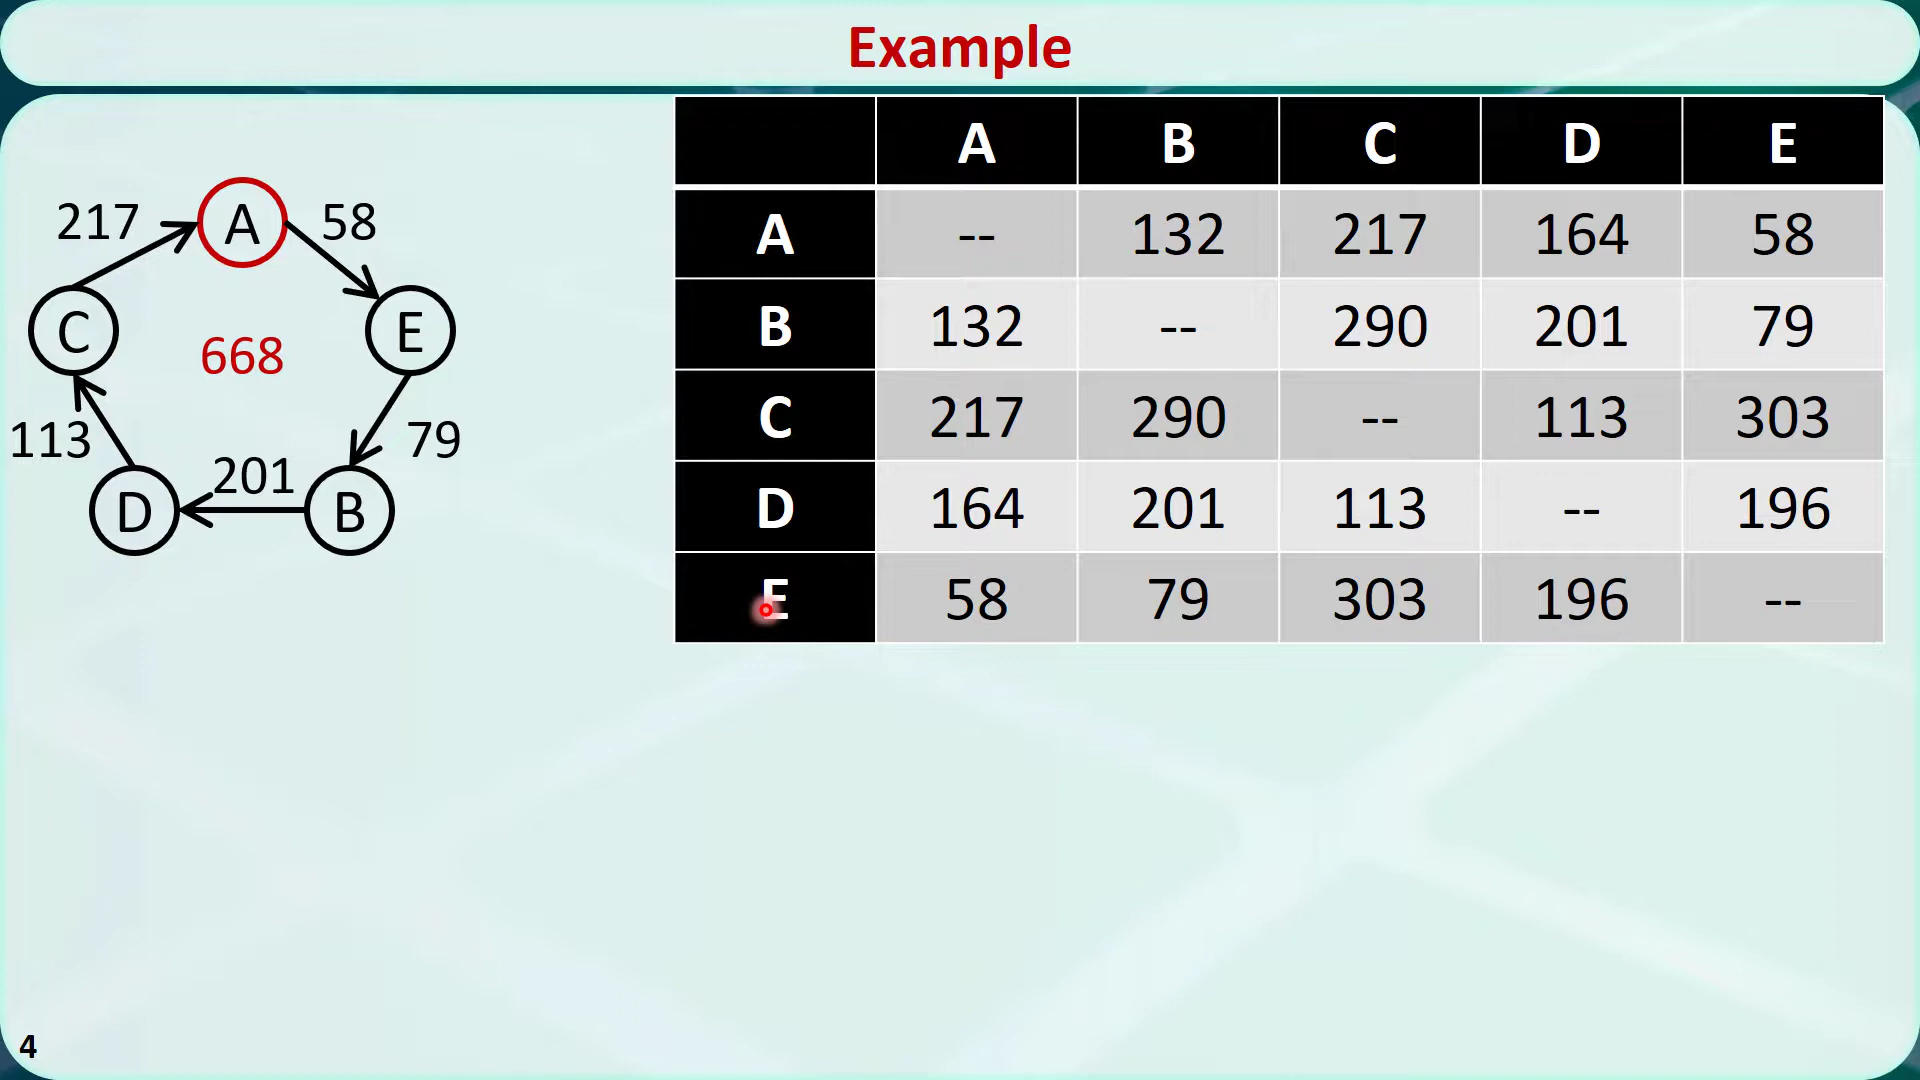 Example
217 A 58
C E
668
113 79
201
D B
A B C D E
A -- 132 217 164 58
B 132 -- 290 201 79
C 217 290 -- 113 303
D 164 201 113 -- 196
E 58 79 303 196 --
4